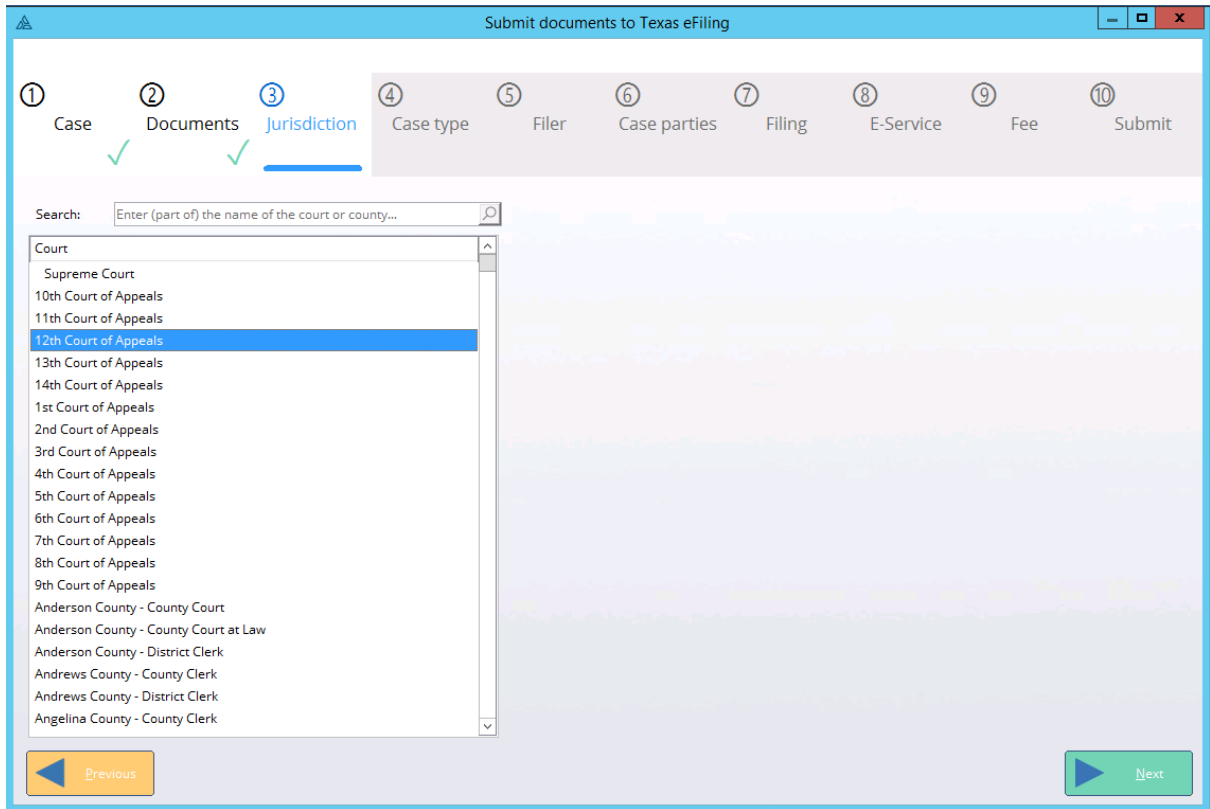 Submit documents to Texas eFiling
1 2 3 4 5 6 7 8 9 10
Case Documents Jurisdiction Case type Filer Case parties Filing E-Service Fee Submit
Search: Enter (part of) the name of the court or county...
Court
Supreme Court
10th Court of Appeals
11th Court of Appeals
12th Court of Appeals
13th Court of Appeals
14th Court of Appeals
1st Court of Appeals
2nd Court of Appeals
3rd Court of Appeals
4th Court of Appeals
5th Court of Appeals
6th Court of Appeals
7th Court of Appeals
8th Court of Appeals
9th Court of Appeals
Anderson County - County Court
Anderson County - County Court at Law
Anderson County - District Clerk
Andrews County - County Clerk
Andrews County - District Clerk
Angelina County - County Clerk
Previous Next